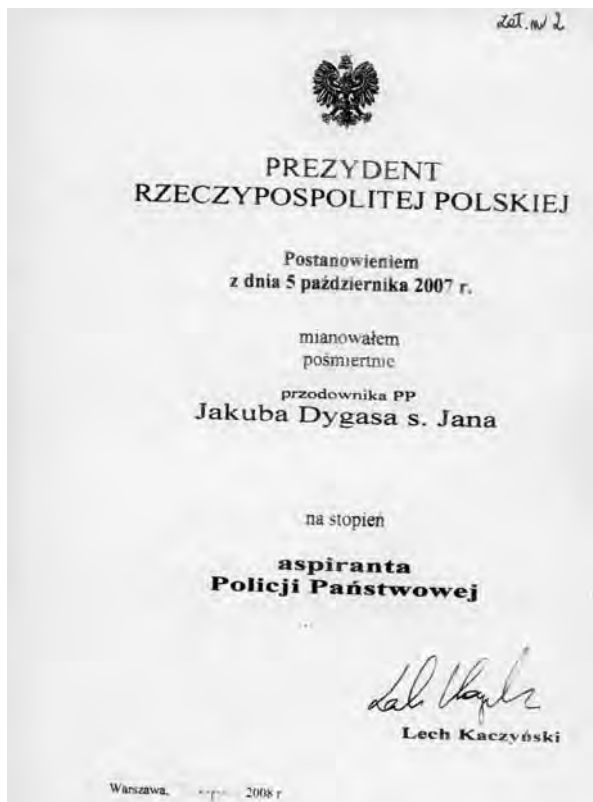 Zał. nr 2
PREZYDENT
RZECZYPOSPOLITEJ POLSKIEJ
Postanowieniem
z dnia 5 października 2007 r.
mianowałem
pośmiertnie
przodownika PP
Jakuba Dygasa s. Jana
na stopień
aspiranta
Policji Państwowej
Lech Kaczyński
Warszawa, 2008 r